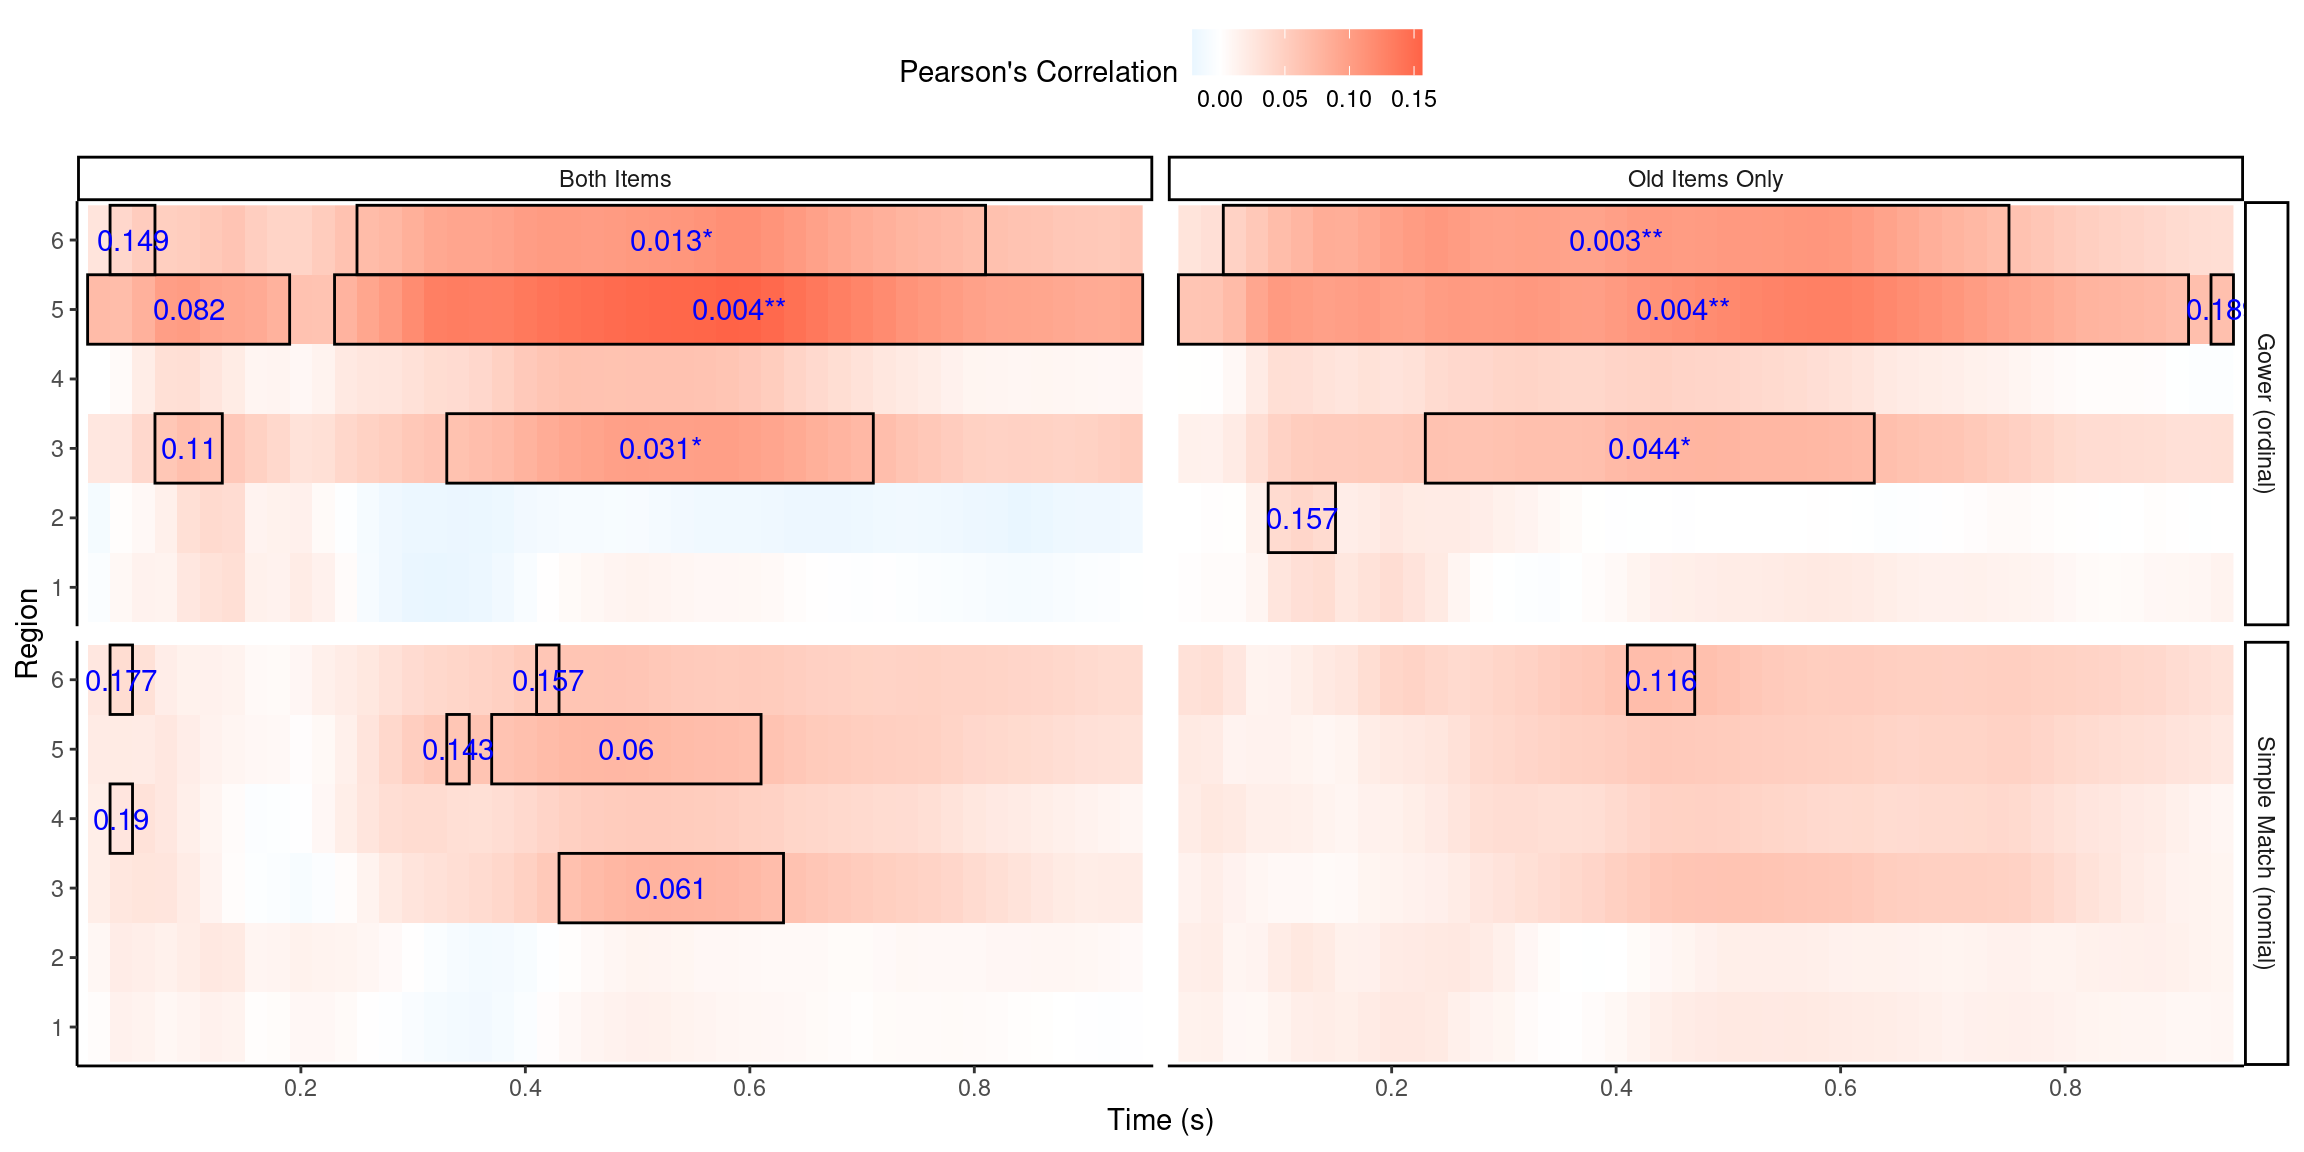 Pearson's Correlation
0.00 0.05 0.10 0.15
Both Items
Old Items Only
6
0.149
0.013*
0.003**
5
0.082
0.004**
0.004**
4
3
0.11
0.031*
0.044*
2
0.157
1
Gower (ordinal)
Region
6
0.177
0.157
0.116
5
0.143
0.06
4
0.19
3
0.061
2
1
Simple Match (nomial)
0.2 0.4 0.6 0.8
0.2 0.4 0.6 0.8
Time (s)